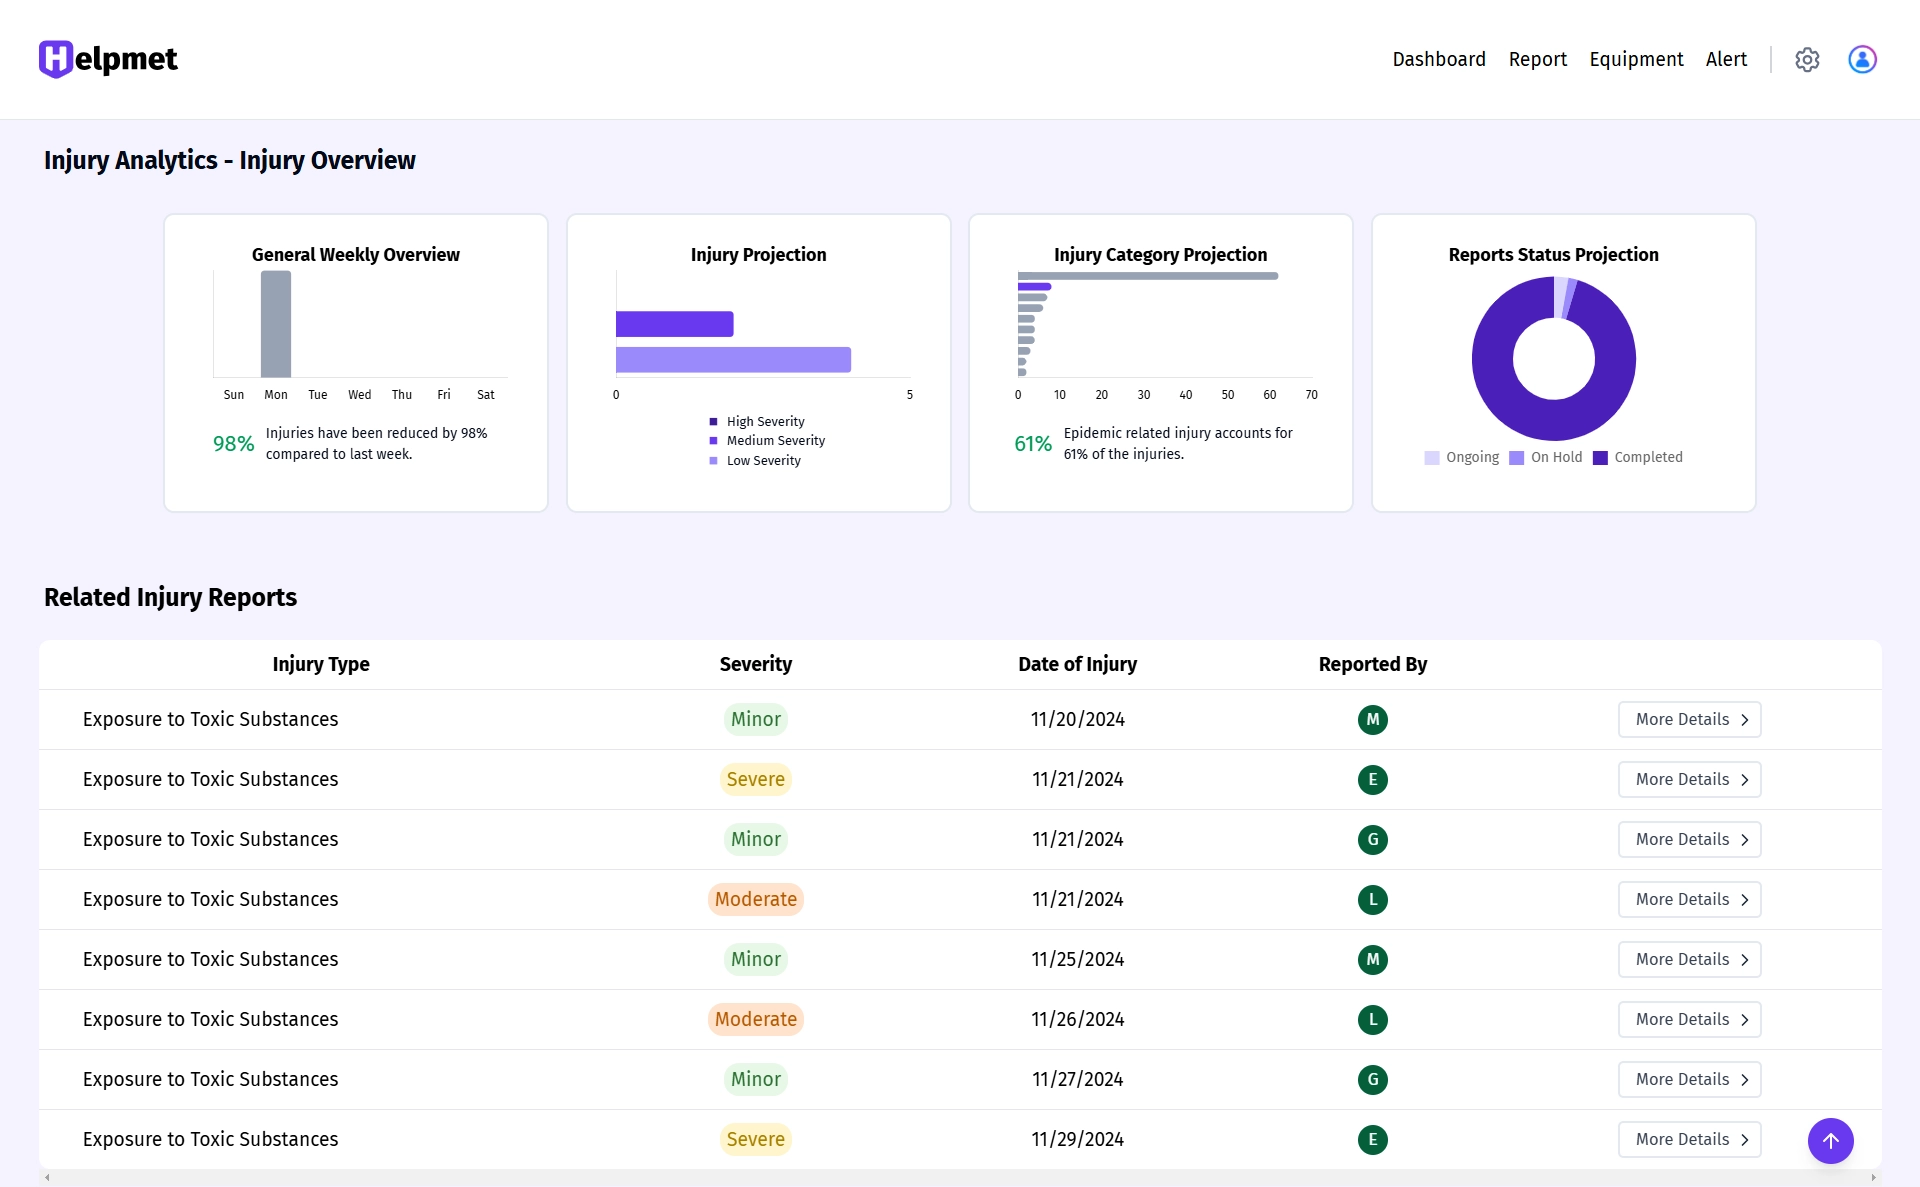 Helpmet
Dashboard Report Equipment Alert
Injury Analytics - Injury Overview
General Weekly Overview
Sun Mon Tue Wed Thu Fri Sat
98%
Injuries have been reduced by 98%
compared to last week.
Injury Projection
0 5
High Severity
Medium Severity
Low Severity
Injury Category Projection
0 10 20 30 40 50 60 70
61%
Epidemic related injury accounts for
61% of the injuries.
Reports Status Projection
Ongoing On Hold Completed
Related Injury Reports
Injury Type Severity Date of Injury Reported By
Exposure to Toxic Substances Minor 11/20/2024 M More Details
Exposure to Toxic Substances Severe 11/21/2024 E More Details
Exposure to Toxic Substances Minor 11/21/2024 G More Details
Exposure to Toxic Substances Moderate 11/21/2024 L More Details
Exposure to Toxic Substances Minor 11/25/2024 M More Details
Exposure to Toxic Substances Moderate 11/26/2024 L More Details
Exposure to Toxic Substances Minor 11/27/2024 G More Details
Exposure to Toxic Substances Severe 11/29/2024 E More Details